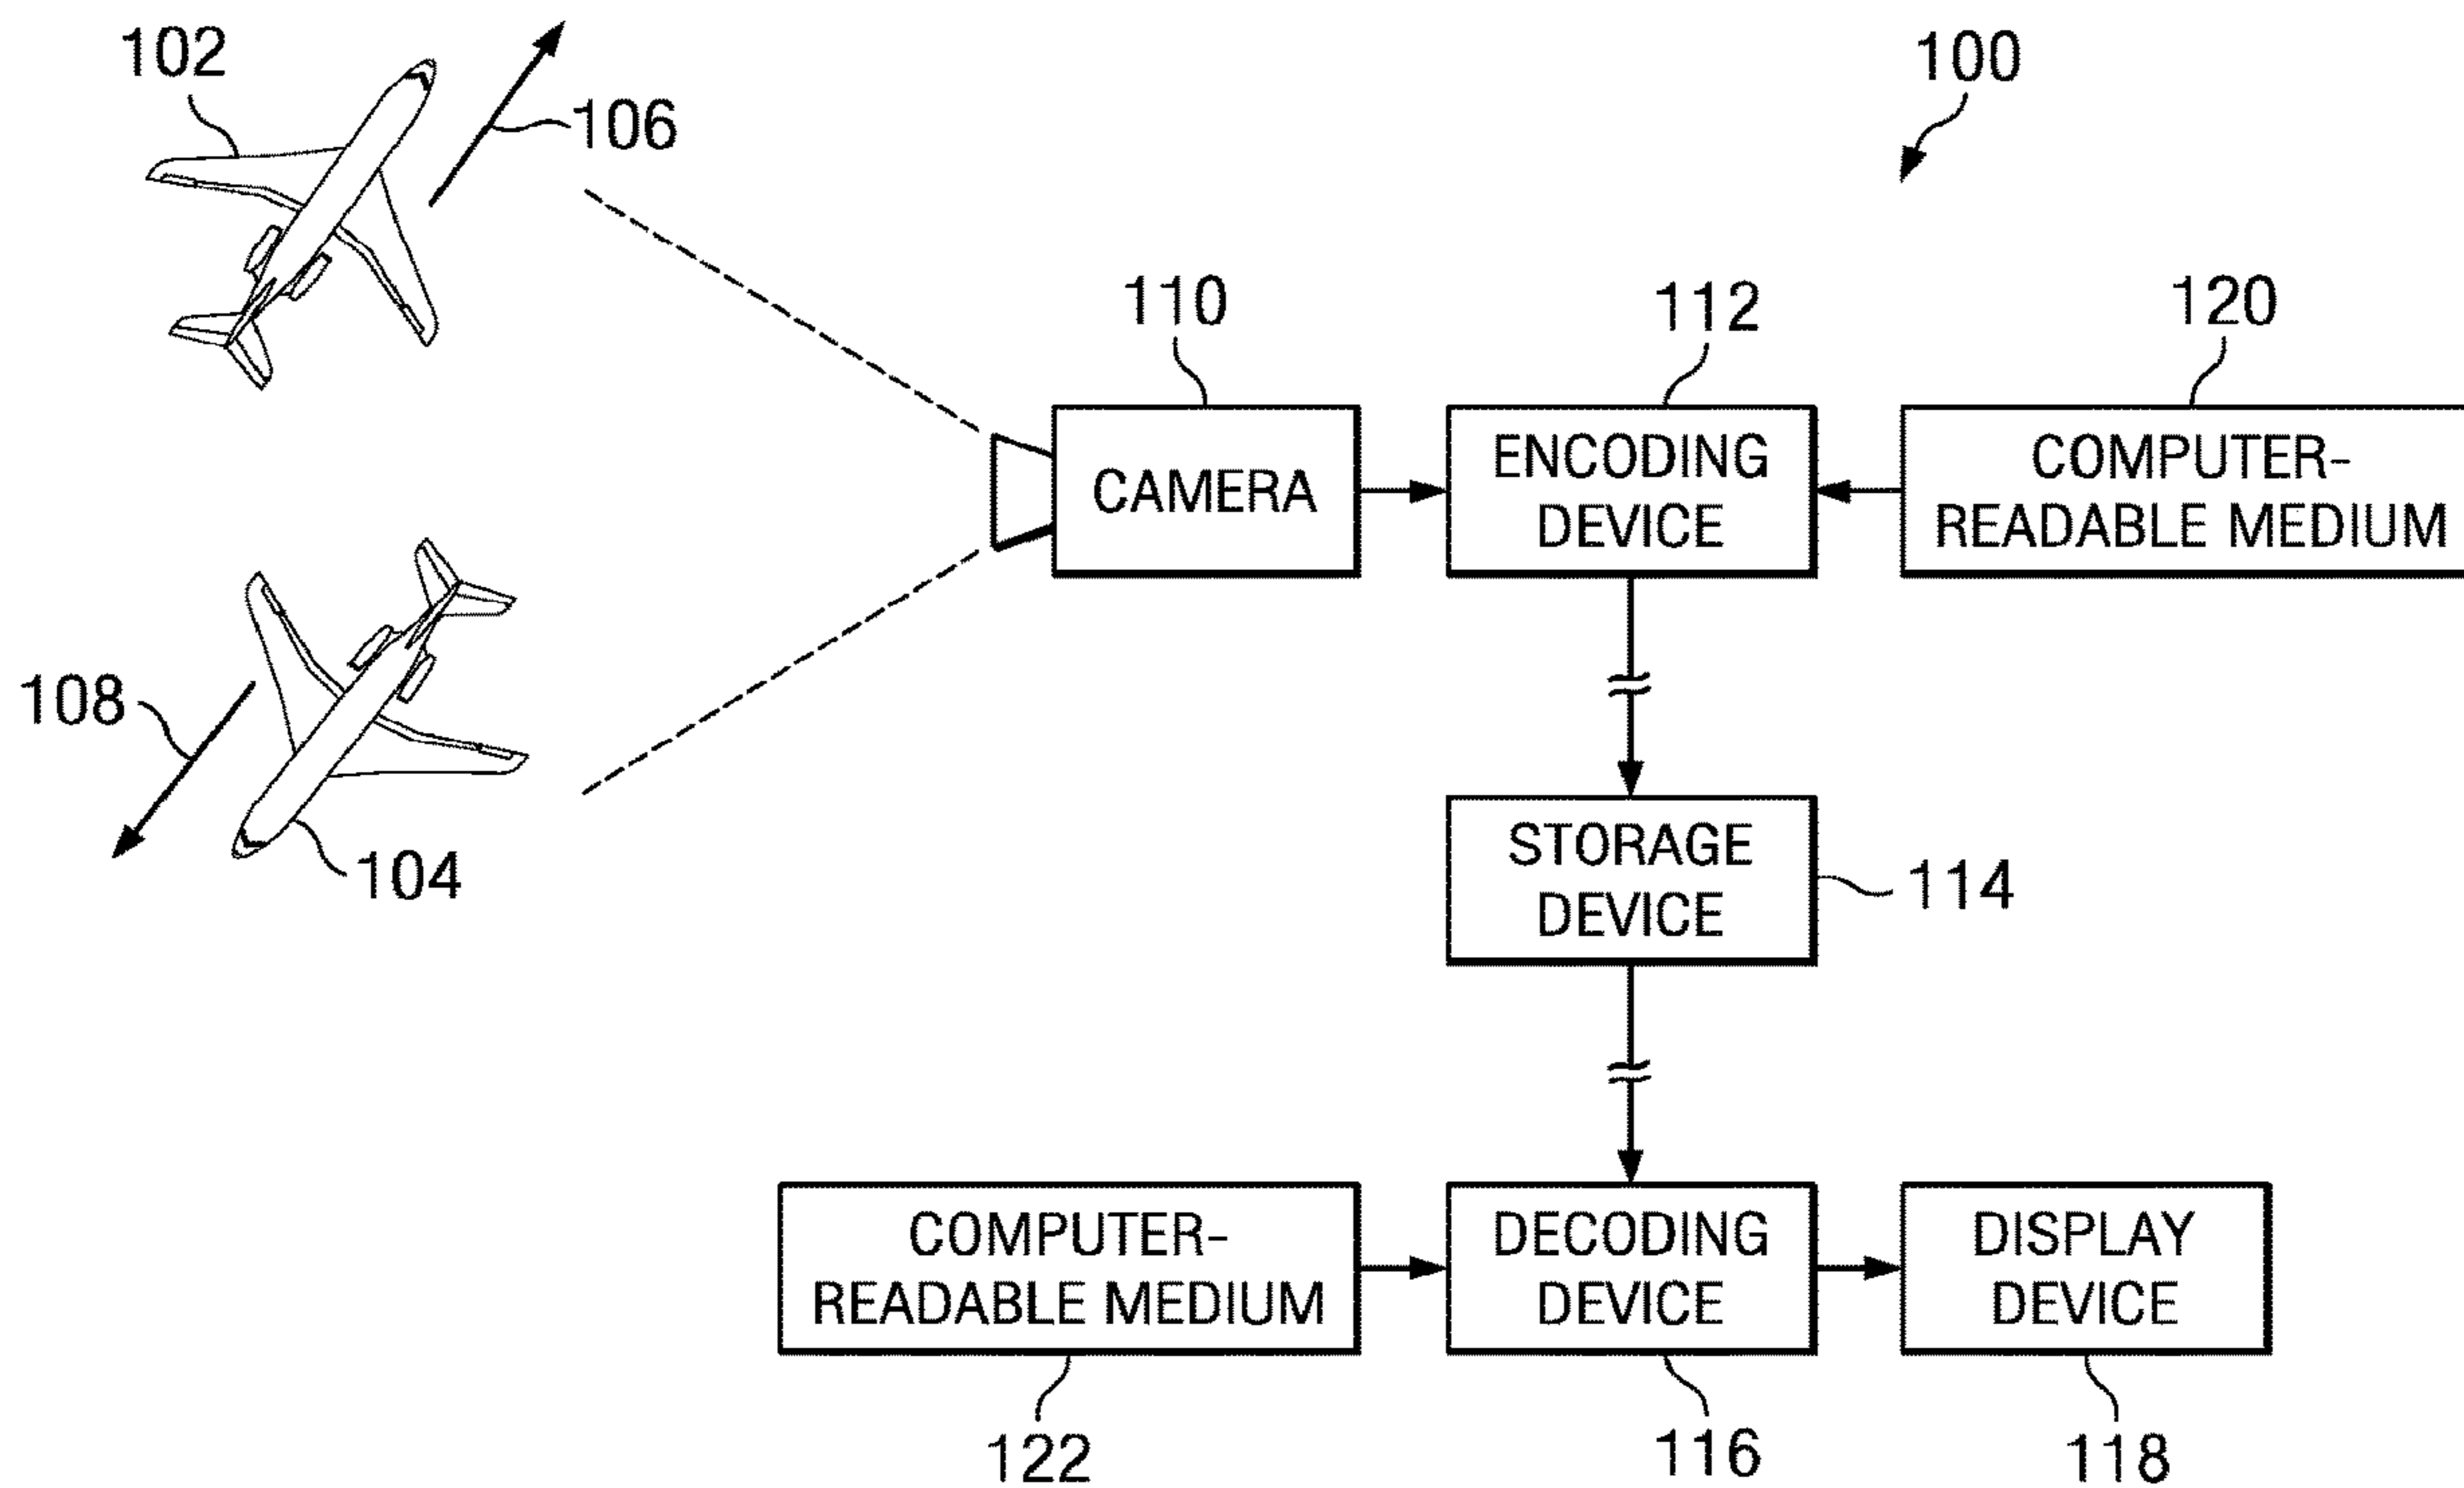 102
106
100
110
112
120
CAMERA
ENCODING
DEVICE
COMPUTER-
READABLE MEDIUM
108
104
STORAGE
DEVICE
114
COMPUTER-
READABLE MEDIUM
DECODING
DEVICE
DISPLAY
DEVICE
122
116
118